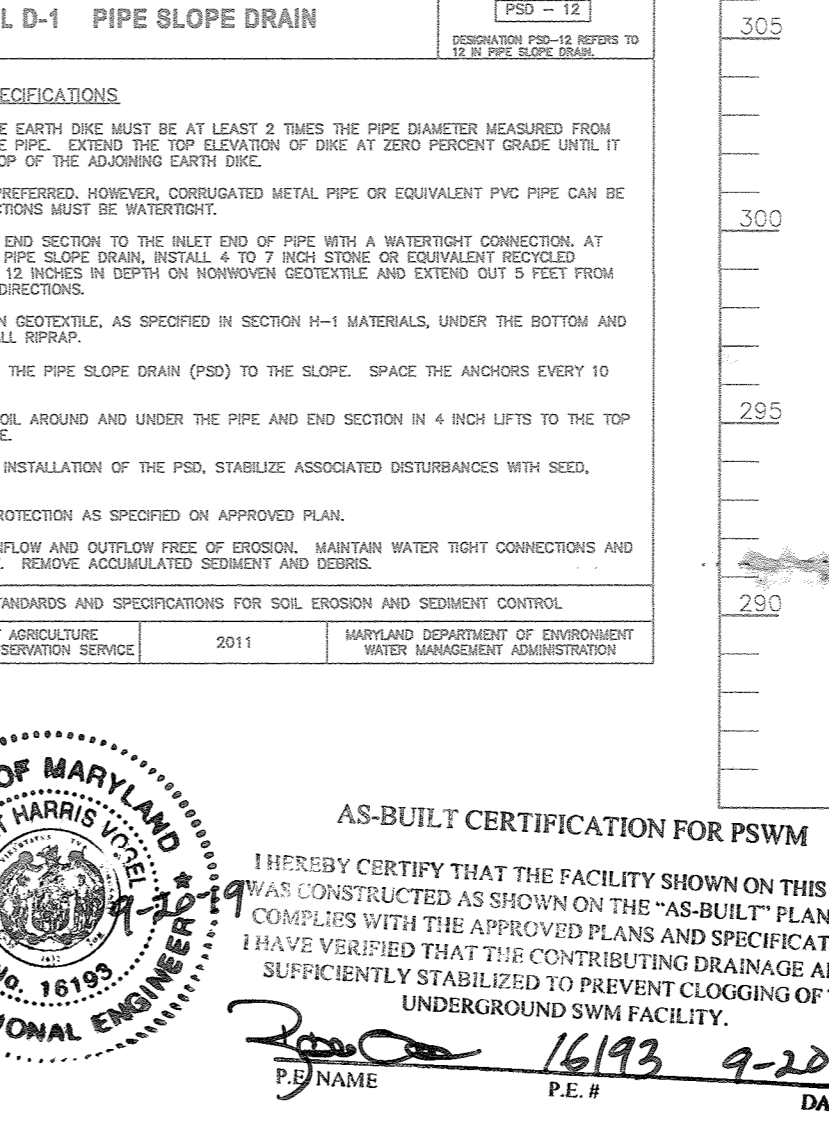 L D-1 PIPE SLOPE DRAIN
PSD - 12
DESIGNATION PSD-12 REFERS TO
12 IN PIPE SLOPE DRAIN.
ECIFICATIONS
E EARTH DIKE MUST BE AT LEAST 2 TIMES THE PIPE DIAMETER MEASURED FROM
E PIPE. EXTEND THE TOP ELEVATION OF DIKE AT ZERO PERCENT GRADE UNTIL IT
OP OF THE ADJOINING EARTH DIKE.
PREFERRED. HOWEVER, CORRUGATED METAL PIPE OR EQUIVALENT PVC PIPE CAN BE
CTIONS MUST BE WATERTIGHT.
END SECTION TO THE INLET END OF PIPE WITH A WATERTIGHT CONNECTION. AT
PIPE SLOPE DRAIN, INSTALL 4 TO 7 INCH STONE OR EQUIVALENT RECYCLED
12 INCHES IN DEPTH ON NONWOVEN GEOTEXTILE AND EXTEND OUT 5 FEET FROM
DIRECTIONS.
N GEOTEXTILE, AS SPECIFIED IN SECTION H-1 MATERIALS, UNDER THE BOTTOM AND
LL RIPRAP.
THE PIPE SLOPE DRAIN (PSD) TO THE SLOPE. SPACE THE ANCHORS EVERY 10
OIL AROUND AND UNDER THE PIPE AND END SECTION IN 4 INCH LIFTS TO THE TOP
E.
INSTALLATION OF THE PSD, STABILIZE ASSOCIATED DISTURBANCES WITH SEED,
ROTECTION AS SPECIFIED ON APPROVED PLAN.
NFLOW AND OUTFLOW FREE OF EROSION. MAINTAIN WATER TIGHT CONNECTIONS AND
. REMOVE ACCUMULATED SEDIMENT AND DEBRIS.
TANDARDS AND SPECIFICATIONS FOR SOIL EROSION AND SEDIMENT CONTROL
T AGRICULTURE
SERVATION SERVICE
2011
MARYLAND DEPARTMENT OF ENVIRONMENT
WATER MANAGEMENT ADMINISTRATION
305
300
295
290
OF MARYLAND
T HARRIS VOGEL
9-20-19
No. 16193
IONAL ENGINEER
AS-BUILT CERTIFICATION FOR PSWM
I HEREBY CERTIFY THAT THE FACILITY SHOWN ON THIS
WAS CONSTRUCTED AS SHOWN ON THE "AS-BUILT" PLAN
COMPLIES WITH THE APPROVED PLANS AND SPECIFICAT
I HAVE VERIFIED THAT THE CONTRIBUTING DRAINAGE A
SUFFICIENTLY STABILIZED TO PREVENT CLOGGING OF
UNDERGROUND SWM FACILITY.
16193 9-20
P.E. NAME P.E. # DA